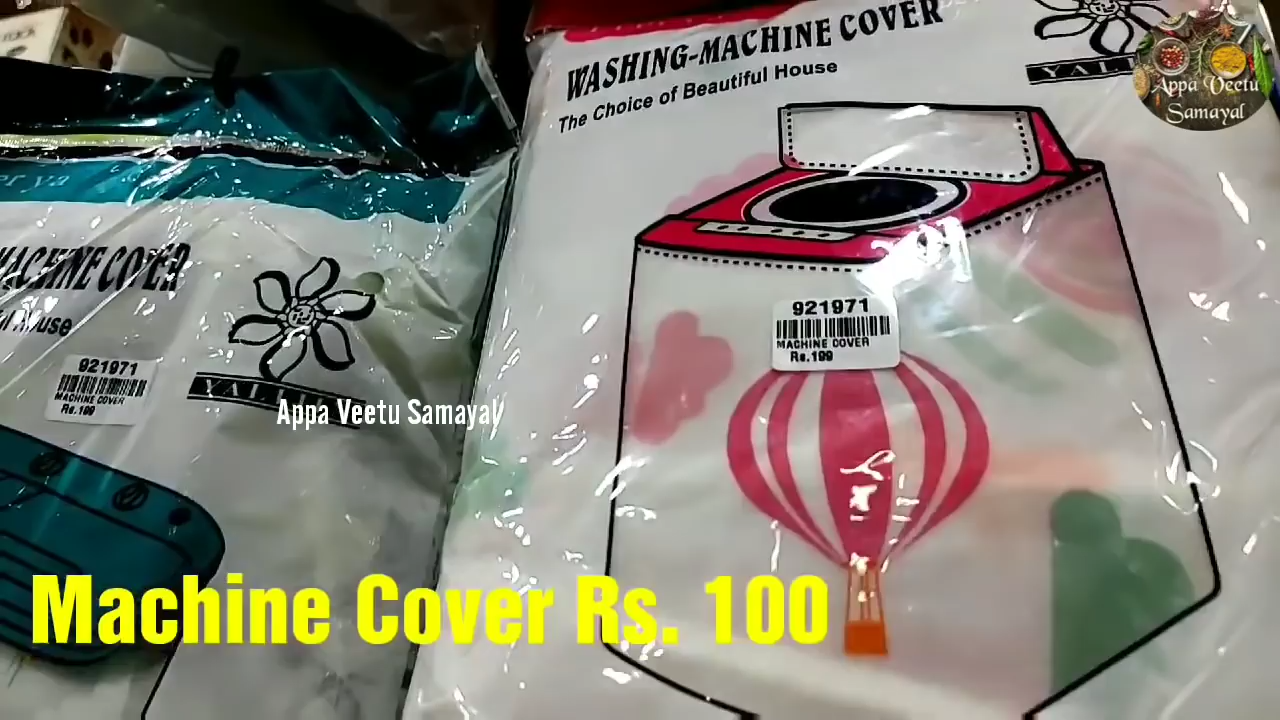 WASHING-MACHINE COVER
The Choice of Beautiful House
Appa Veetu
Samayal
921971
MACHINE COVER
Rs.199
MACHINE COVER
House
921971
MACHINE COVER
Rs.199
Appa Veetu Samayal
Machine Cover Rs. 100